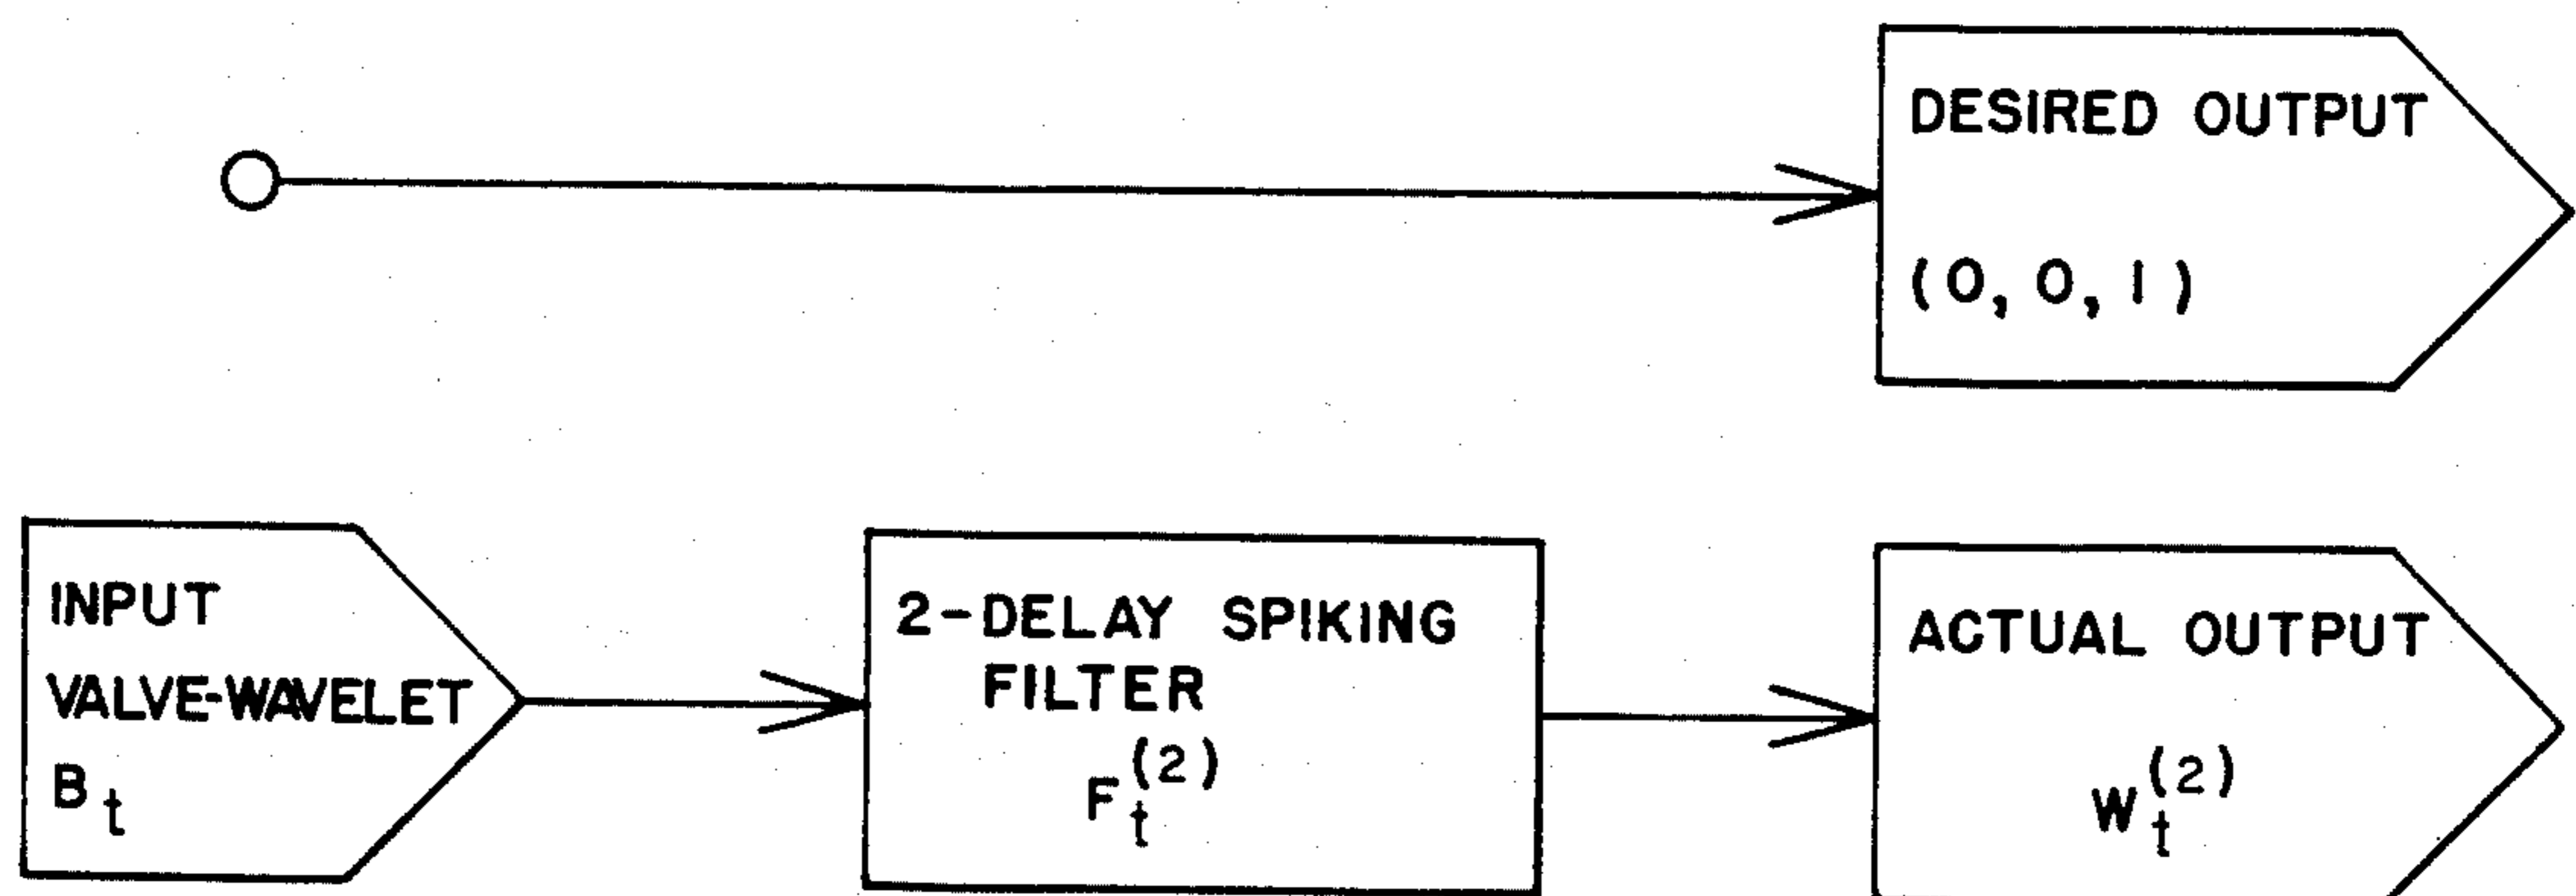 DESIRED OUTPUT
(0, 0, 1)
INPUT
VALVE-WAVELET
B_t
2-DELAY SPIKING
FILTER
F_t^(2)
ACTUAL OUTPUT
W_t^(2)